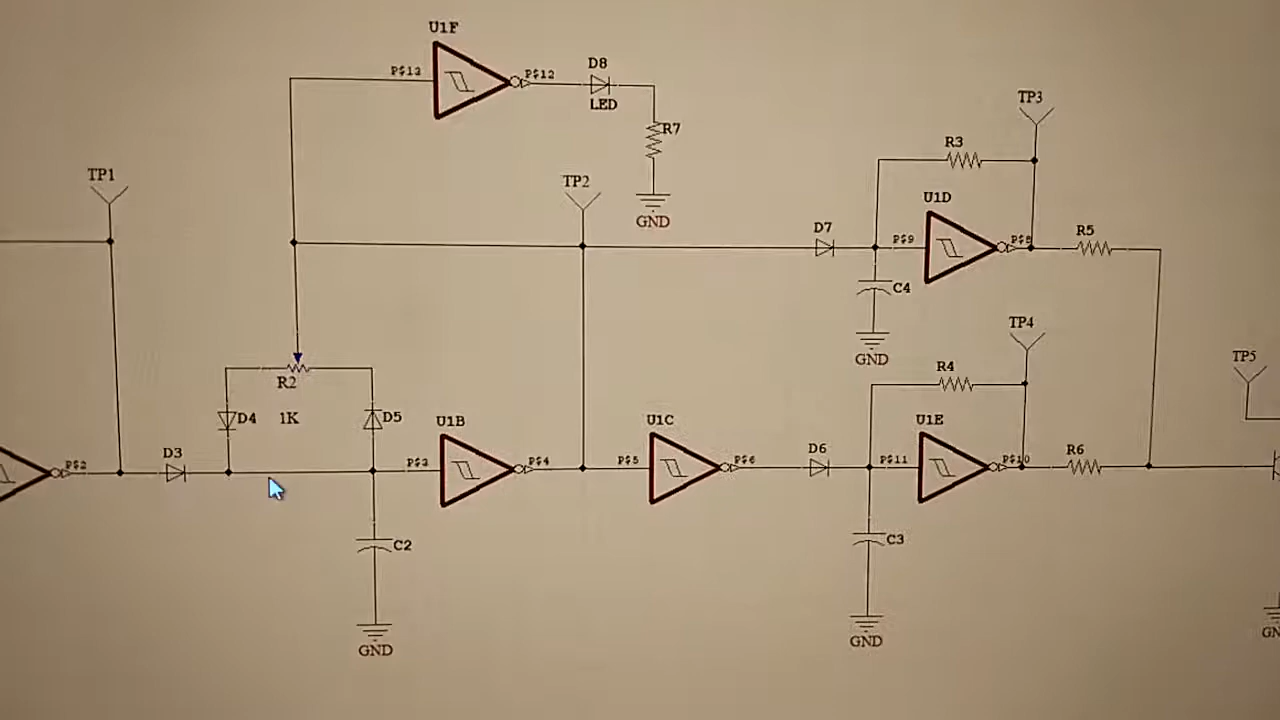 U1F
P$13
P$12
D8
LED
R7
GND
TP1
TP2
TP3
R3
U1D
D7
P$9
P$8
R5
C4
GND
TP4
TP5
R2
1K
D4
D5
R4
U1B
U1C
U1E
P$2
D3
P$3
P$4
P$5
P$6
D6
P$11
P$10
R6
C2
C3
GND
GND